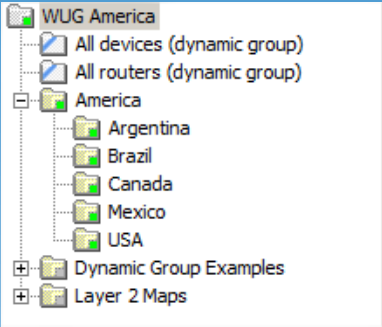 WUG America
All devices (dynamic group)
All routers (dynamic group)
America
Argentina
Brazil
Canada
Mexico
USA
Dynamic Group Examples
Layer 2 Maps